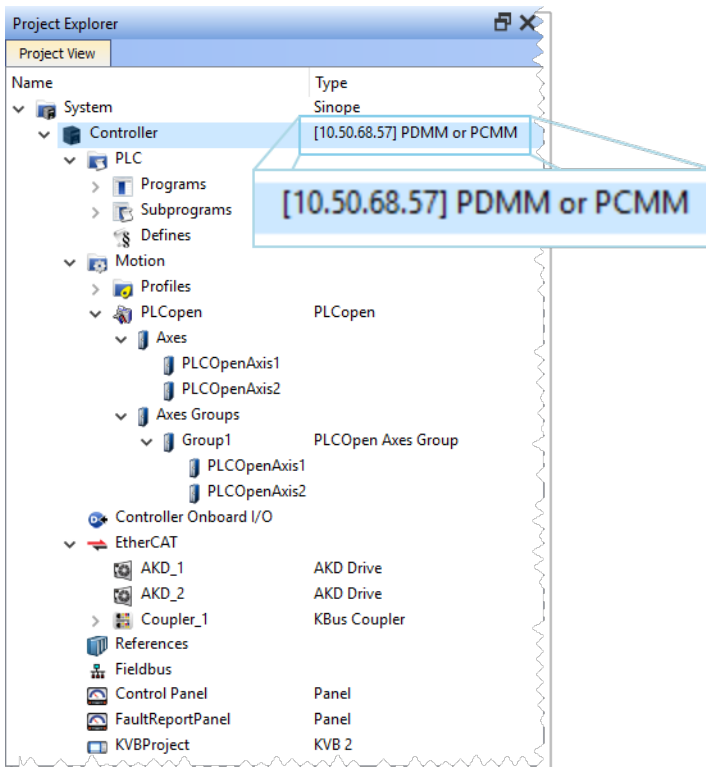 Project Explorer
Project View
Name Type
System Sinope
Controller [10.50.68.57] PDMM or PCMM
PLC
Programs
[10.50.68.57] PDMM or PCMM
Subprograms
Defines
Motion
Profiles
PLCopen PLCopen
Axes
PLCOpenAxis1
PLCOpenAxis2
Axes Groups
Group1 PLCOpen Axes Group
PLCOpenAxis1
PLCOpenAxis2
Controller Onboard I/O
EtherCAT
AKD_1 AKD Drive
AKD_2 AKD Drive
Coupler_1 KBus Coupler
References
Fieldbus
Control Panel Panel
FaultReportPanel Panel
KVBProject KVB 2